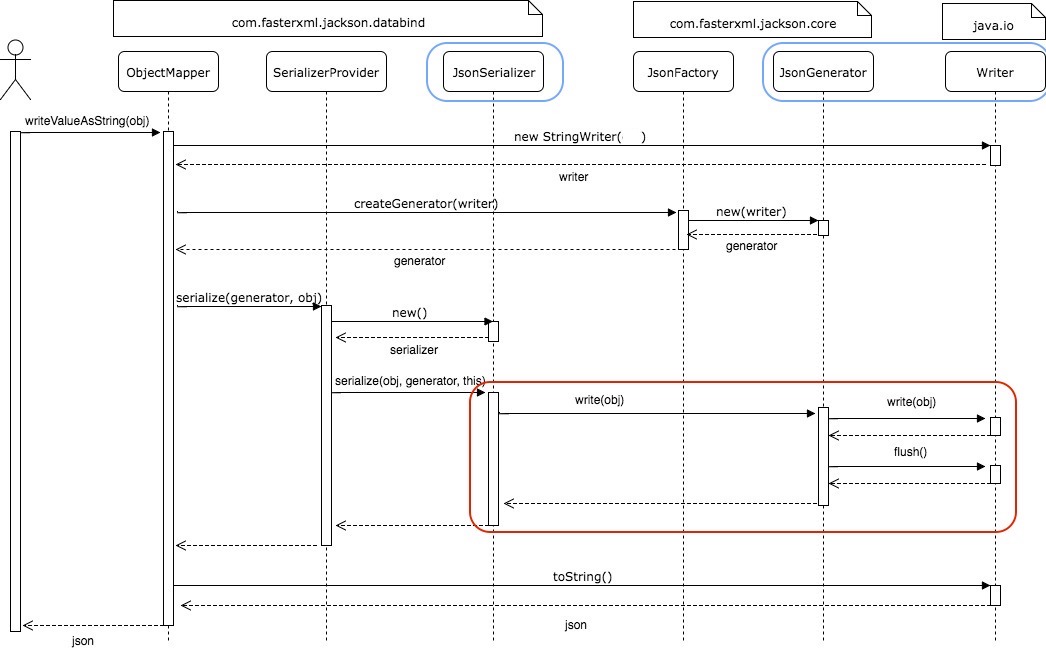 com.fasterxml.jackson.databind
com.fasterxml.jackson.core
java.io
ObjectMapper
SerializerProvider
JsonSerializer
JsonFactory
JsonGenerator
Writer
writeValueAsString(obj)
new StringWriter( )
writer
createGenerator(writer)
new(writer)
generator
generator
serialize(generator, obj)
new()
serializer
serialize(obj, generator, this)
write(obj)
write(obj)
flush()
toString()
json
json